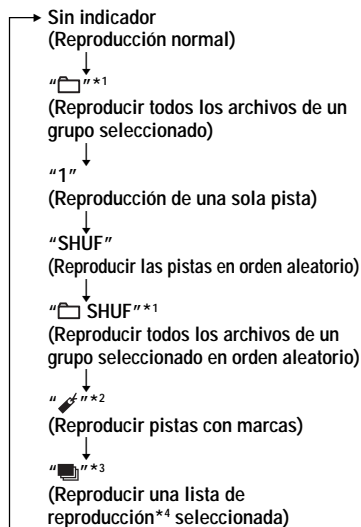 Sin indicador
(Reproducción normal)
“ ”*1
(Reproducir todos los archivos de un
grupo seleccionado)
“1”
(Reproducción de una sola pista)
“SHUF”
(Reproducir las pistas en orden aleatorio)
“ SHUF”*1
(Reproducir todos los archivos de un
grupo seleccionado en orden aleatorio)
“ ”*2
(Reproducir pistas con marcas)
“ ”*3
(Reproducir una lista de
reproducción*4 seleccionada)